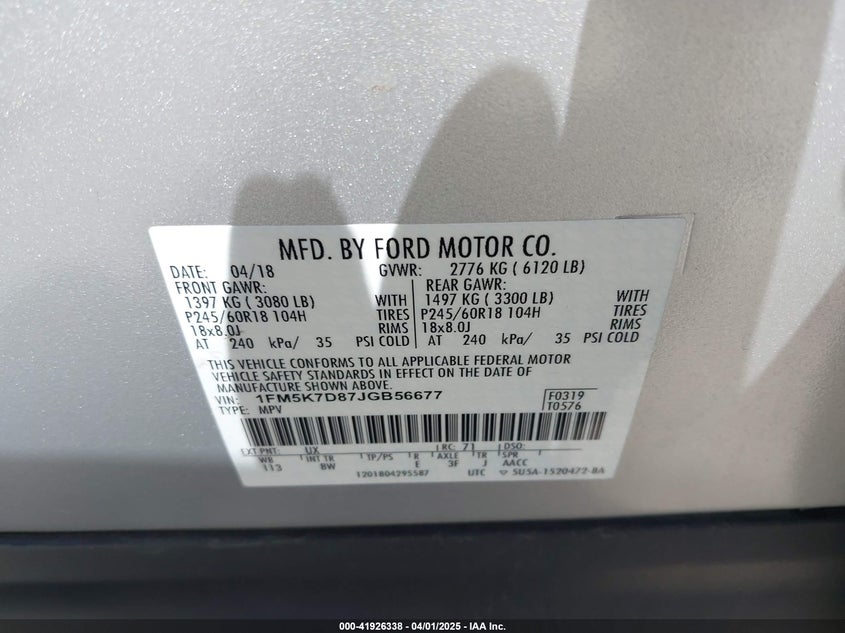 MFD. BY FORD MOTOR CO.
DATE: 04/18 GVWR: 2776 KG ( 6120 LB)
FRONT GAWR: REAR GAWR:
1397 KG ( 3080 LB) WITH 1497 KG ( 3300 LB) WITH
P245/60R18 104H TIRES P245/60R18 104H TIRES
18x8.0J RIMS 18x8.0J RIMS
AT 240 kPa/ 35 PSI COLD AT 240 kPa/ 35 PSI COLD
THIS VEHICLE CONFORMS TO ALL APPLICABLE FEDERAL MOTOR
VEHICLE SAFETY STANDARDS IN EFFECT ON THE DATE OF
MANUFACTURE SHOWN ABOVE.
VIN: 1FM5K7D87JGB56677 F0319
TYPE: MPV T0576
EXT PNT: UX RC: 71 DSO:
WB INT TR TP/PS R AXLE TR SPR
113 8W E 3F J AACC
1201804295587 UTC ▽ 5U5A-1520472-BA
000-41926338 - 04/01/2025 - IAA Inc.